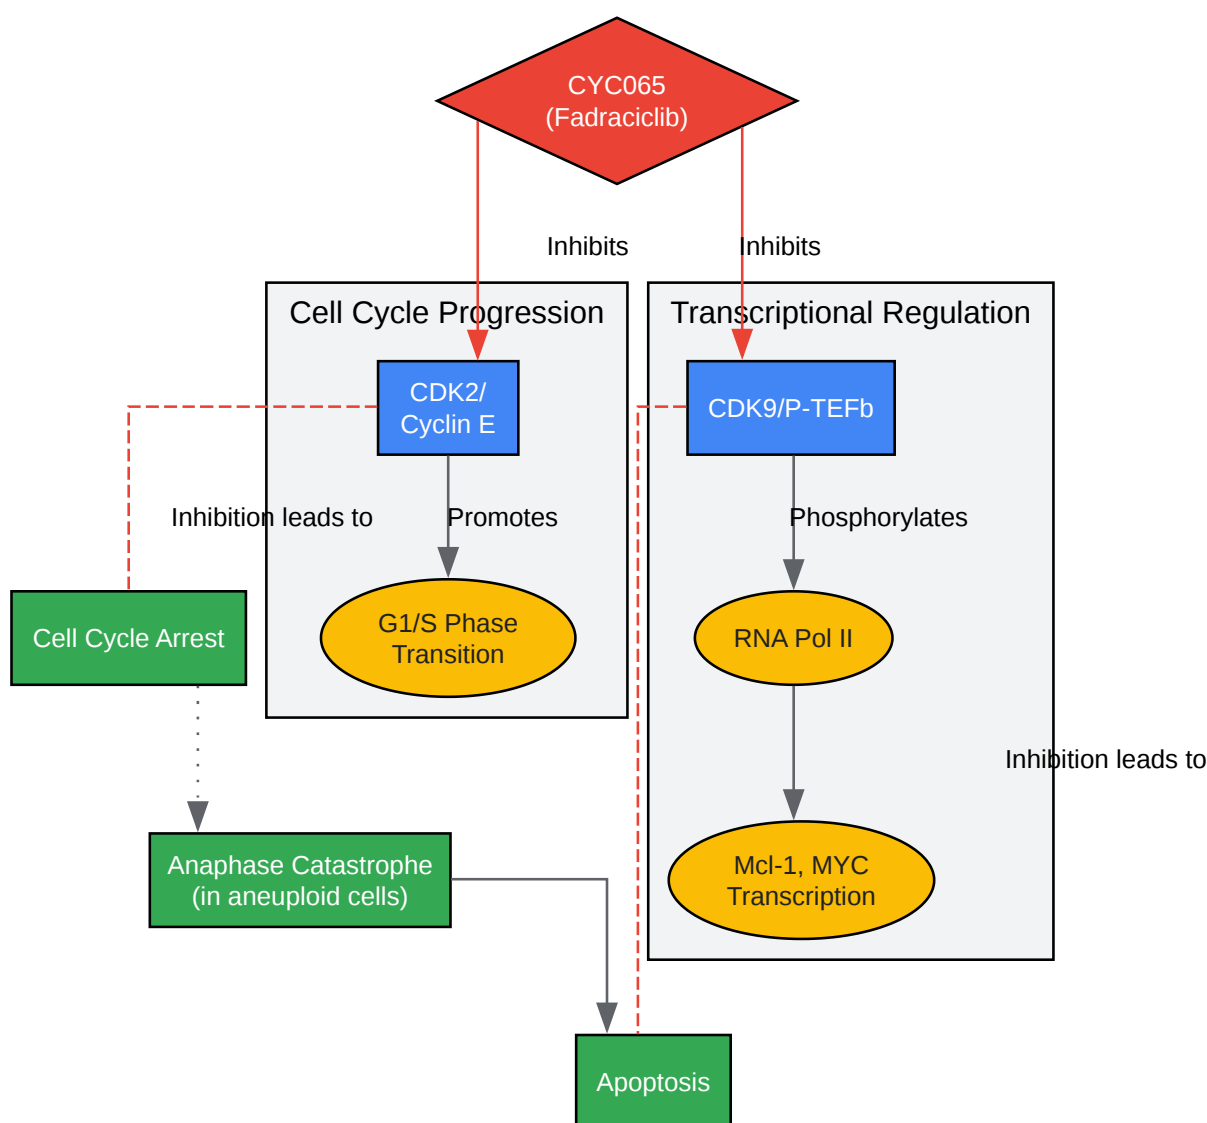 CYC065
(Fadraciclib)
Inhibits
Inhibits
Cell Cycle Progression
Transcriptional Regulation
CDK2/
Cyclin E
CDK9/P-TEFb
Inhibition leads to
Promotes
Phosphorylates
G1/S Phase
Transition
Cell Cycle Arrest
RNA Pol II
Inhibition leads to
Anaphase Catastrophe
(in aneuploid cells)
Mcl-1, MYC
Transcription
Apoptosis